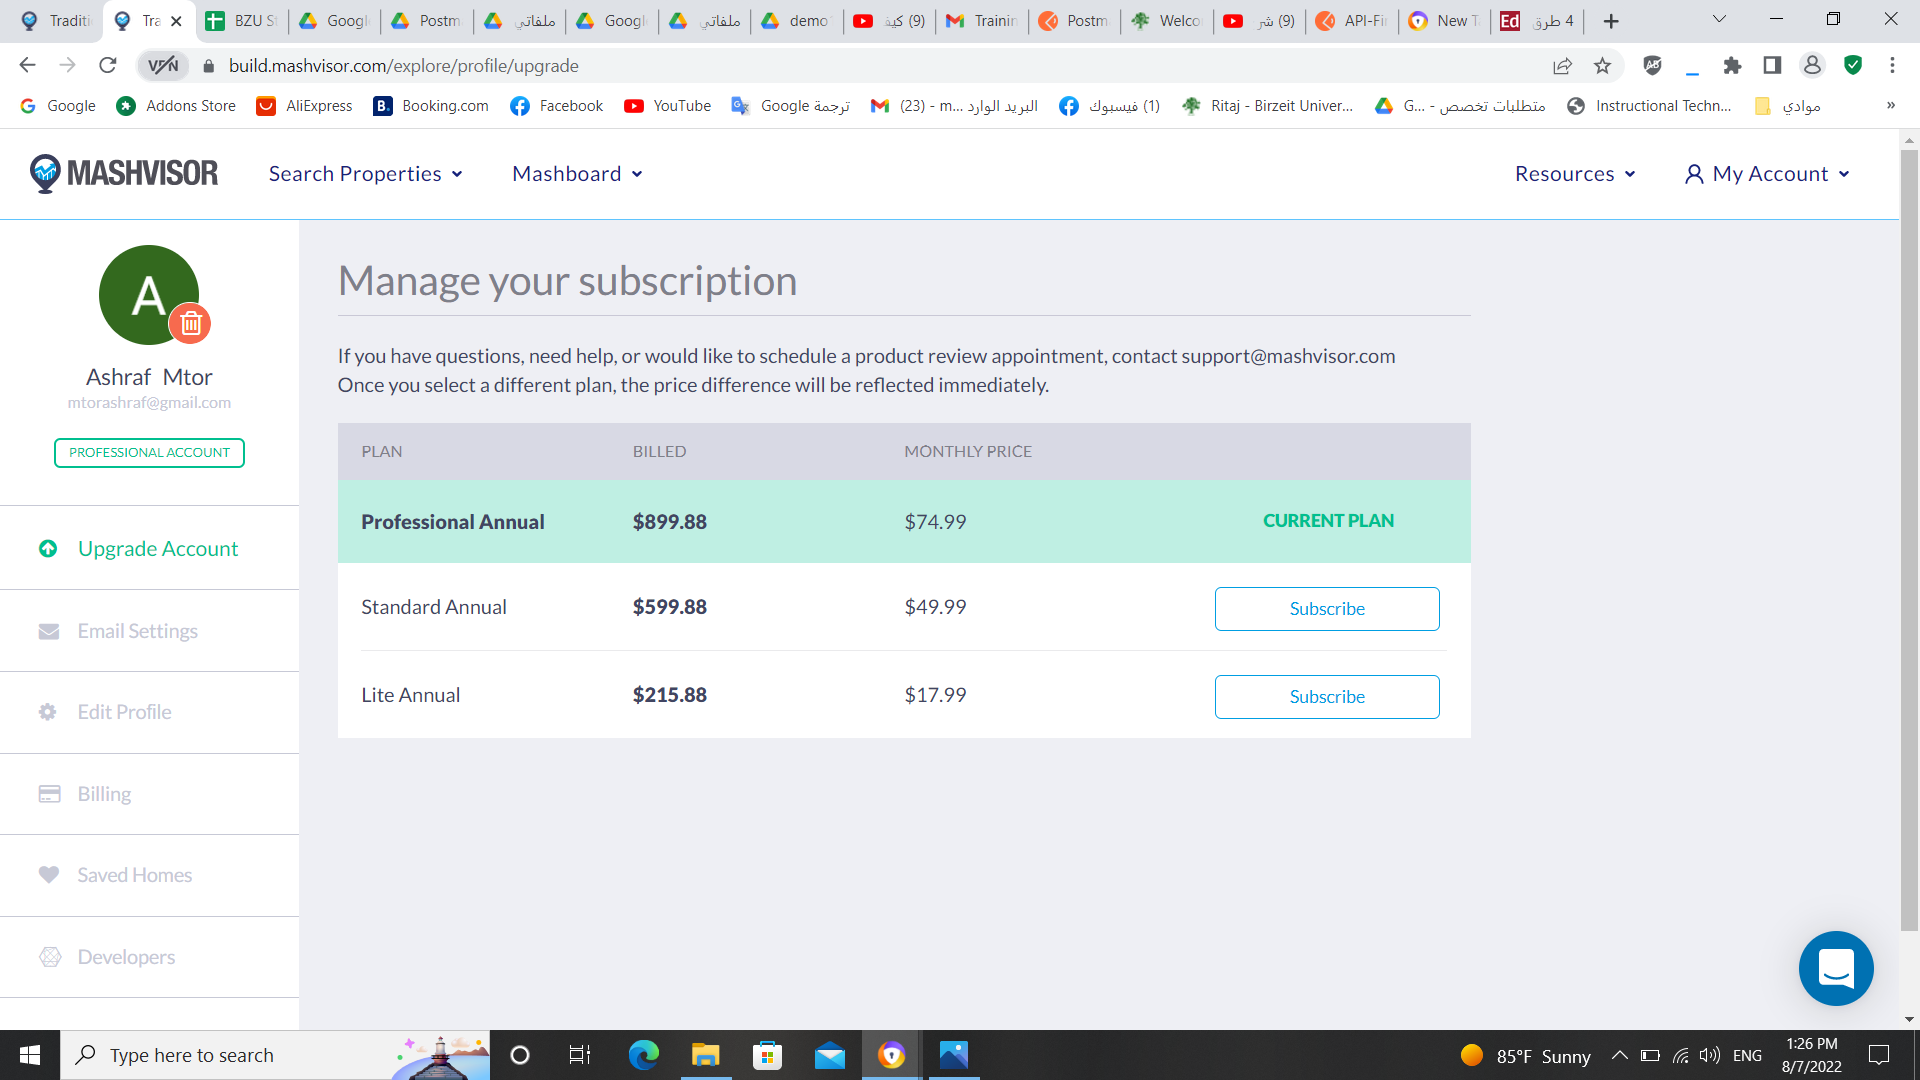 Traditi
Tra
BZU S
Google
Postm
ملفاتي
Google
ملفاتي
demo
(9) كيف
Trainin
Postm
Welco
(9) شر
API-Fir
New T
4 طرق
VPN
build.mashvisor.com/explore/profile/upgrade
Google
Addons Store
AliExpress
Booking.com
Facebook
YouTube
ترجمة Google
البريد الوارد (23) - m...
(1) فيسبوك
Ritaj - Birzeit Univer...
متطلبات تخصص - G...
Instructional Techn...
موادي
»
MASHVISOR
Search Properties
Mashboard
Resources
My Account
A
Ashraf Mtor
mtorashraf@gmail.com
PROFESSIONAL ACCOUNT
Upgrade Account
Email Settings
Edit Profile
Billing
Saved Homes
Developers
Manage your subscription
If you have questions, need help, or would like to schedule a product review appointment, contact support@mashvisor.com
Once you select a different plan, the price difference will be reflected immediately.
PLAN BILLED MONTHLY PRICE
Professional Annual $899.88 $74.99 CURRENT PLAN
Standard Annual $599.88 $49.99 Subscribe
Lite Annual $215.88 $17.99 Subscribe
Type here to search
85°F Sunny
ENG
1:26 PM
8/7/2022